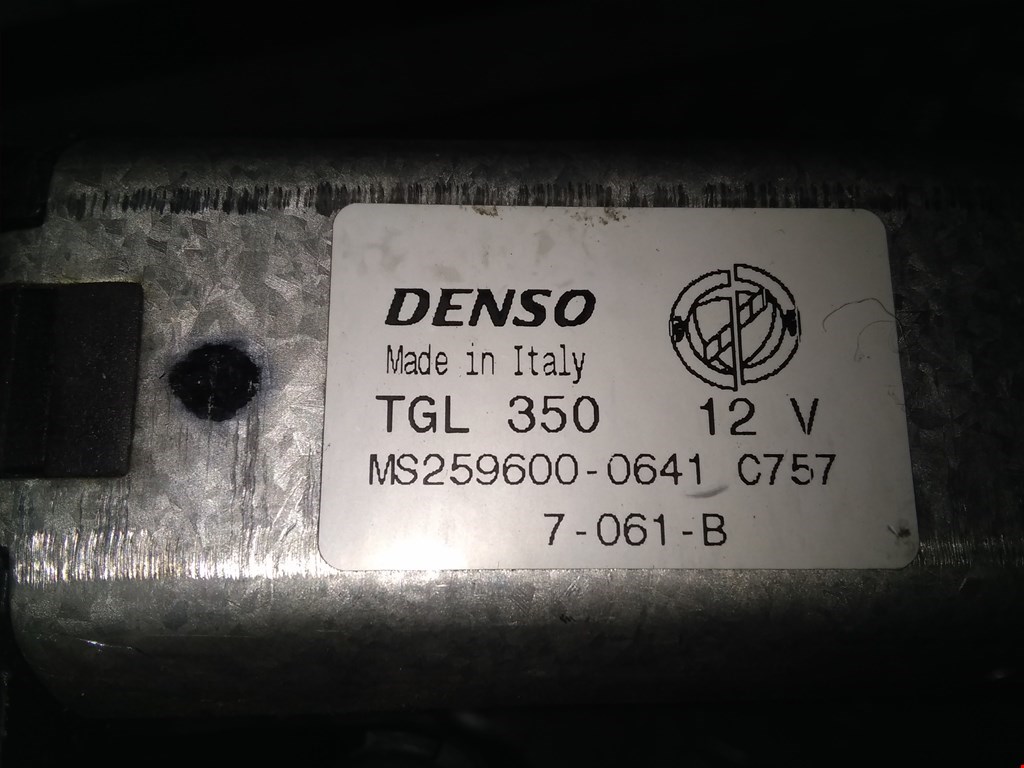 DENSO
Made in Italy
TGL 350 12 V
MS259600-0641 C757
7-061-B